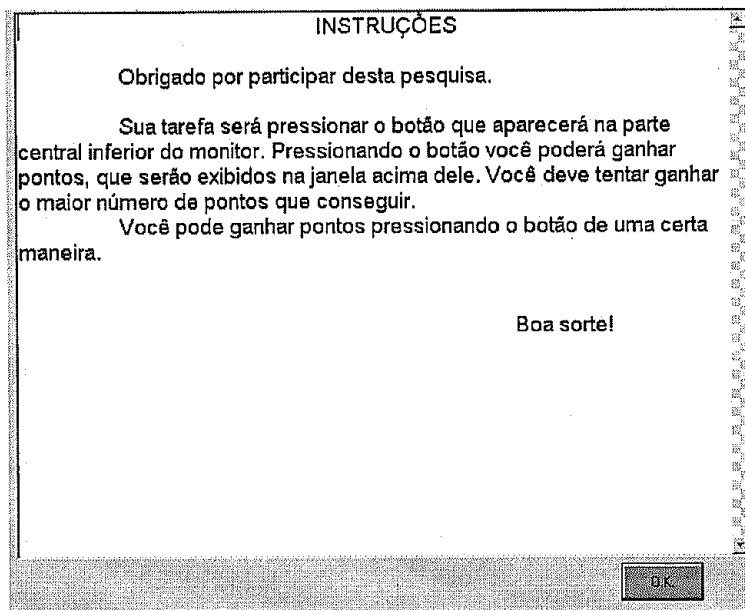 INSTRUÇÕES
Obrigado por participar desta pesquisa.
Sua tarefa será pressionar o botão que aparecerá na parte
central inferior do monitor. Pressionando o botão você poderá ganhar
pontos, que serão exibidos na janela acima dele. Você deve tentar ganhar
o maior número de pontos que conseguir.
Você pode ganhar pontos pressionando o botão de uma certa
maneira.
Boa sorte!
OK